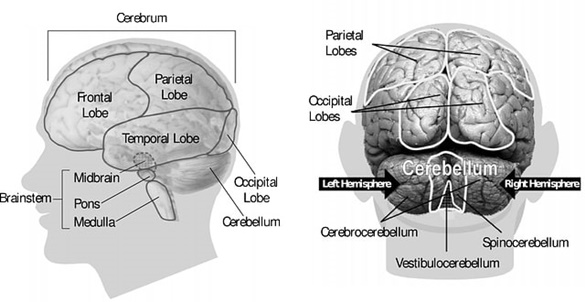 Cerebrum
Frontal
Lobe
Parietal
Lobe
Temporal Lobe
Midbrain
Brainstem
Pons
Medulla
Occipital
Lobe
Cerebellum
Parietal
Lobes
Occipital
Lobes
Cerebellum
Left Hemisphere
Right Hemisphere
Cerebrocerebellum
Spinocerebellum
Vestibulocerebellum